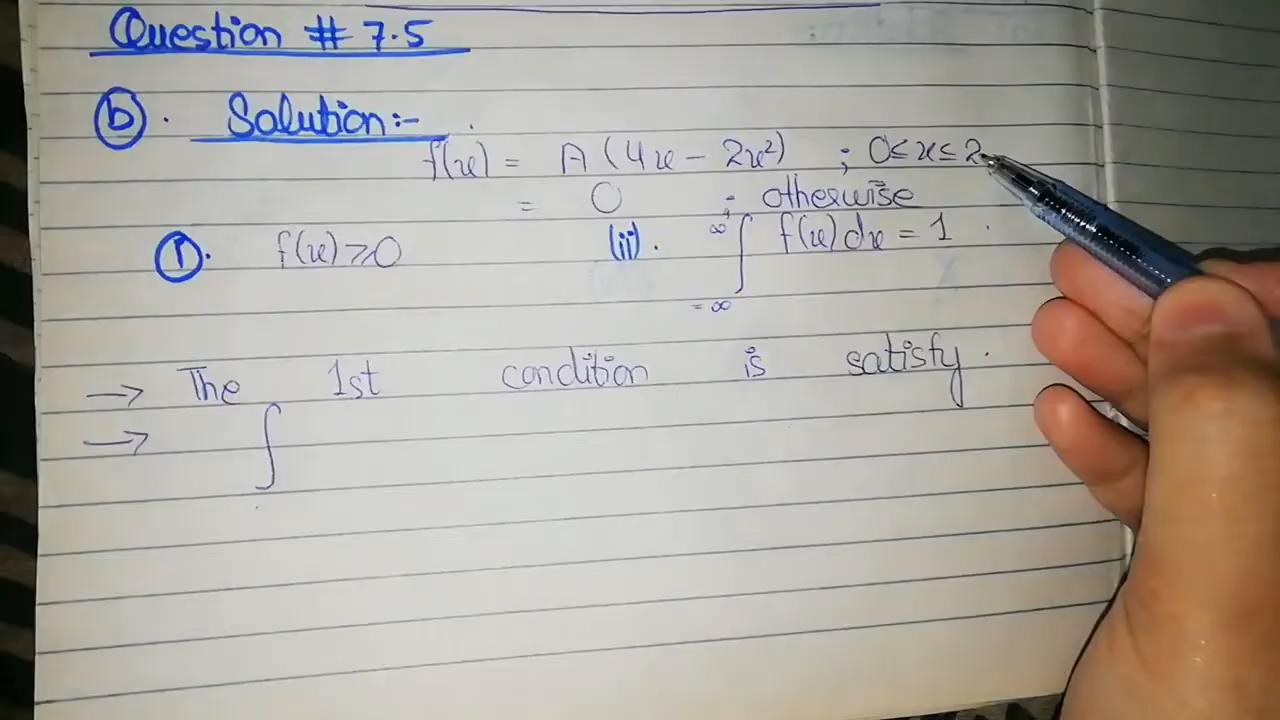 Question # 7.5
(b). Solution:-
f(x) = A (4x - 2x²) ; 0≤x≤2
= 0 ; otherwise
(i). f(x) ≥ 0 (ii). ∫ f(x) dx = 1
∞
= ∞
→ The 1st condition is satisfy.
→ ∫